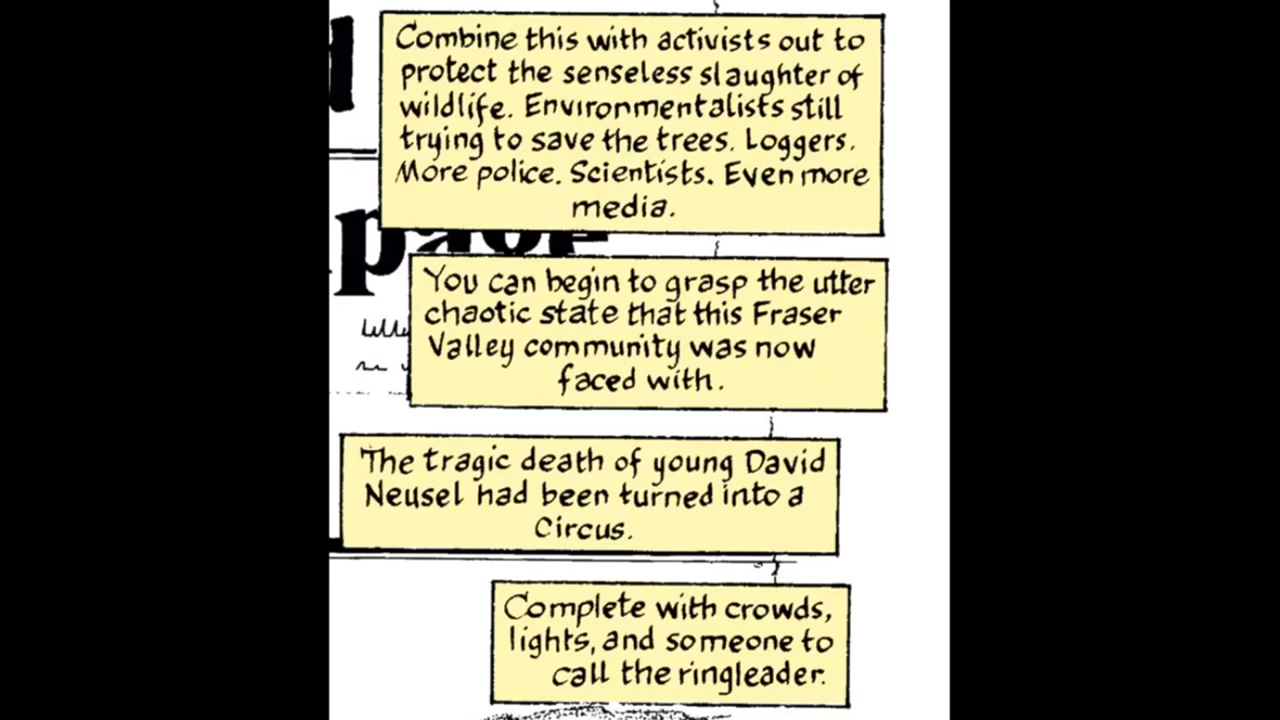 Combine this with activists out to
protect the senseless slaughter of
wildlife. Environmentalists still
trying to save the trees. Loggers.
More police. Scientists. Even more
media.
You can begin to grasp the utter
chaotic state that this Fraser
Valley community was now
faced with.
The tragic death of young David
Neusel had been turned into a
Circus.
Complete with crowds,
lights, and someone to
call the ringleader.